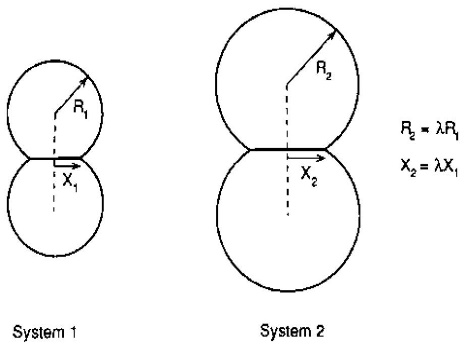 R₁
X₁
R₂
X₂
R₂ = λR₁
X₂ = λX₁
System 1
System 2